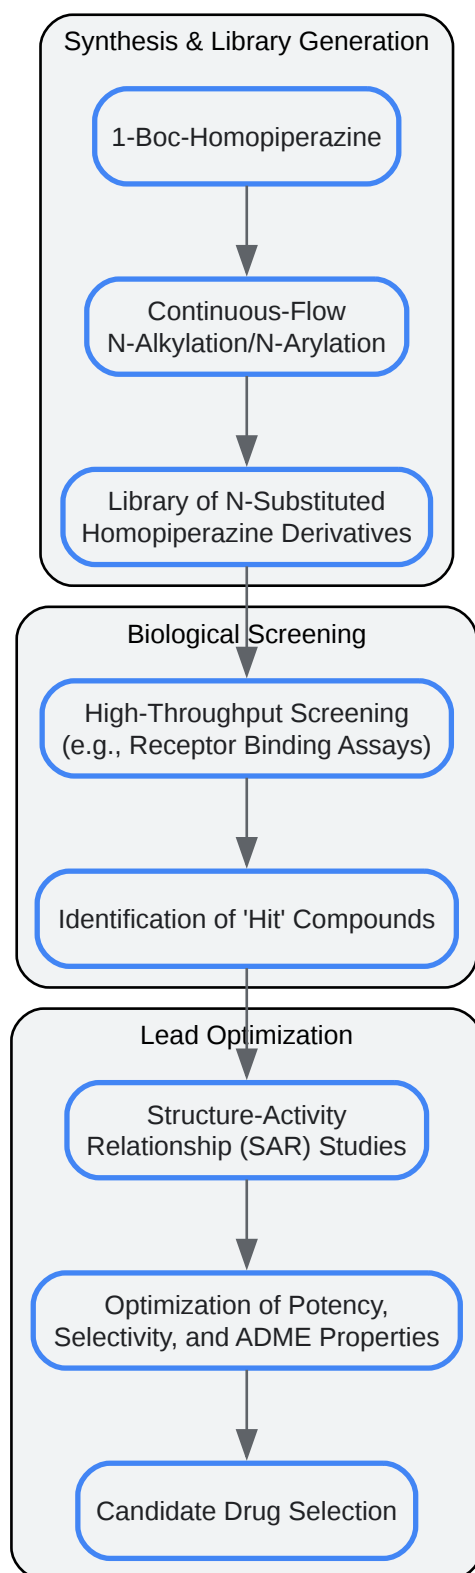 Synthesis & Library Generation
1-Boc-Homopiperazine
Continuous-Flow
N-Alkylation/N-Arylation
Library of N-Substituted
Homopiperazine Derivatives
Biological Screening
High-Throughput Screening
(e.g., Receptor Binding Assays)
Identification of 'Hit' Compounds
Lead Optimization
Structure-Activity
Relationship (SAR) Studies
Optimization of Potency,
Selectivity, and ADME Properties
Candidate Drug Selection